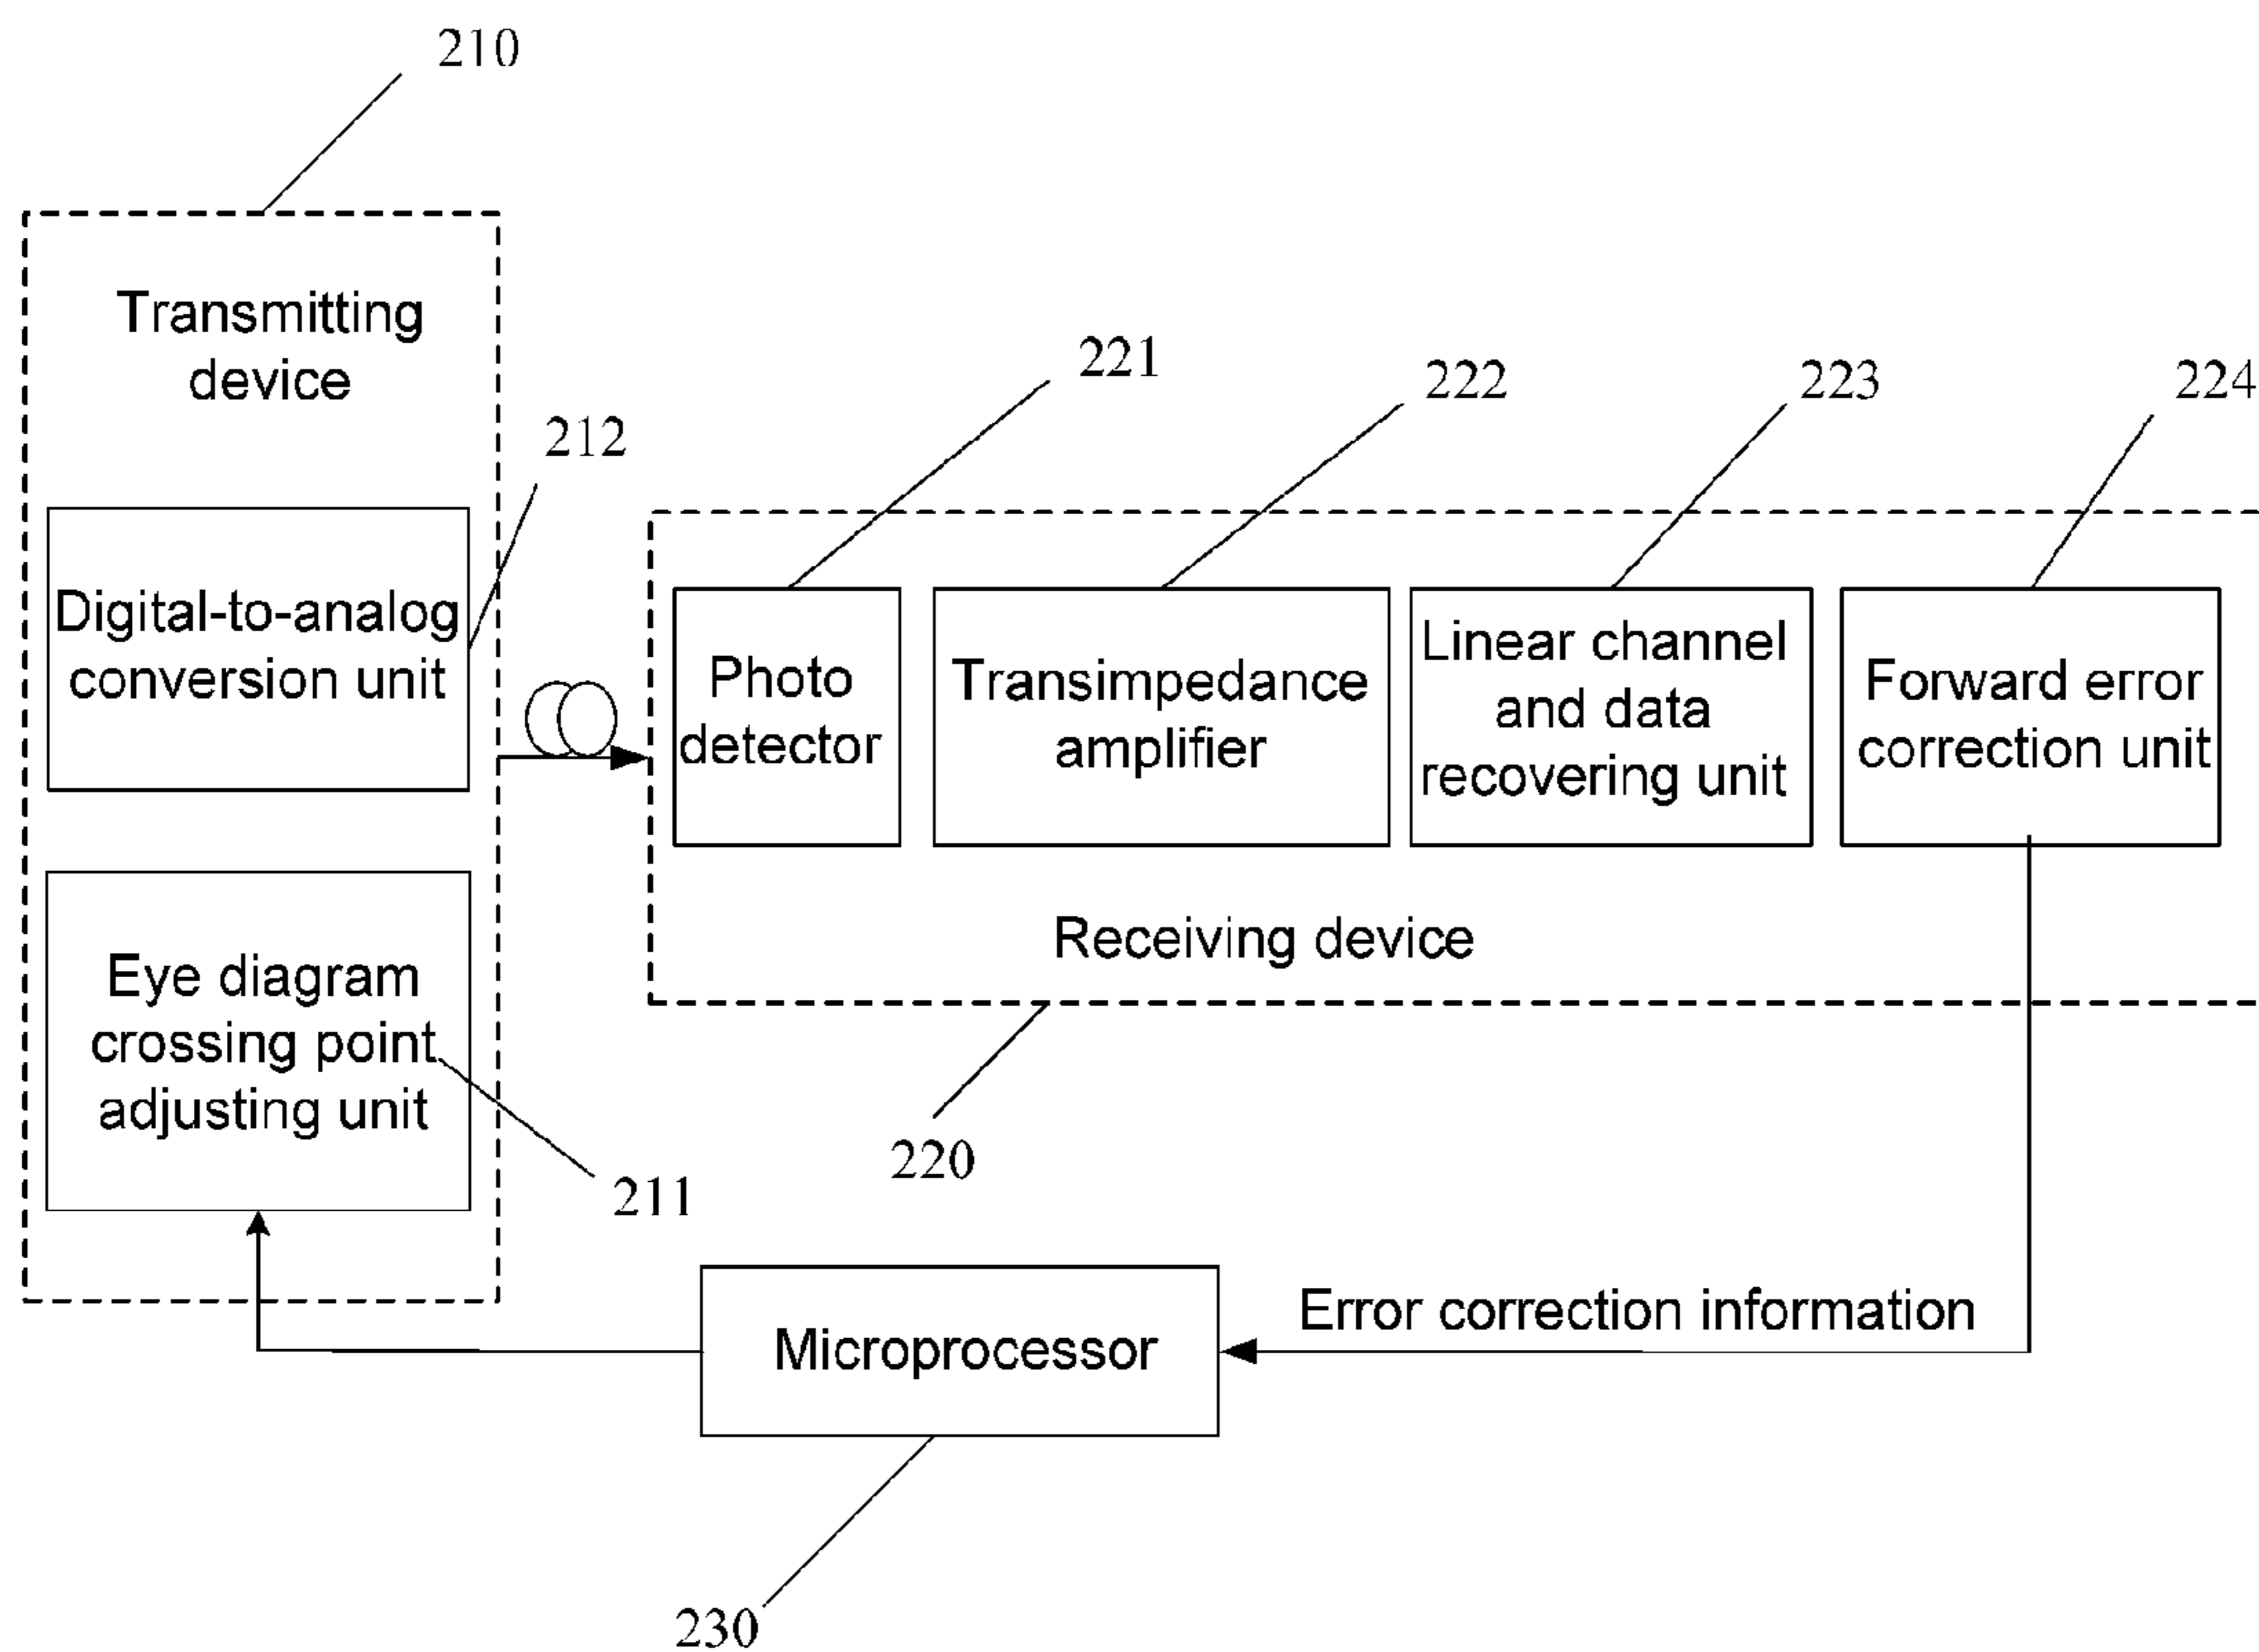 210
Transmitting
device
212
Digital-to-analog
conversion unit
Eye diagram
crossing point
adjusting unit
211
221
222
223
224
Photo
detector
Transimpedance
amplifier
Linear channel
and data
recovering unit
Forward error
correction unit
Receiving device
220
Error correction information
Microprocessor
230